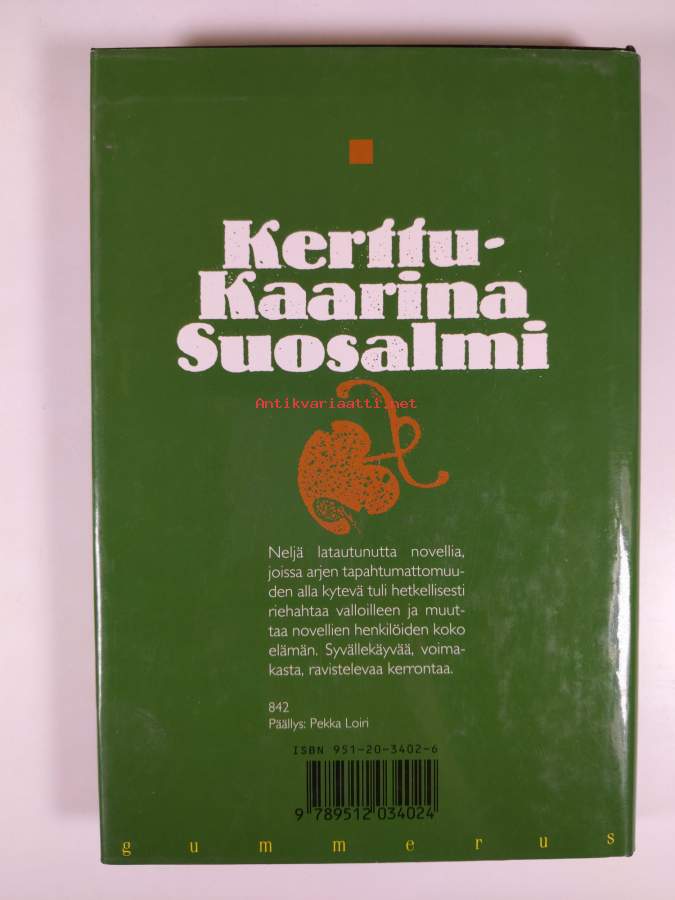 Kerttu-
Kaarina
Suosalmi
Antikvariaatti.net
Neljä latautunutta novellia,
joissa arjen tapahtumattomuu-
den alla kytevä tuli hetkellisesti
riehahtaa valloilleen ja muut-
taa novellien henkilöiden koko
elämän. Syvällekäyvää, voima-
kasta, ravistelevaa kerrontaa.
842
Päällys: Pekka Loiri
ISBN 951-20-3402-6
9 789512 034024
gummerus